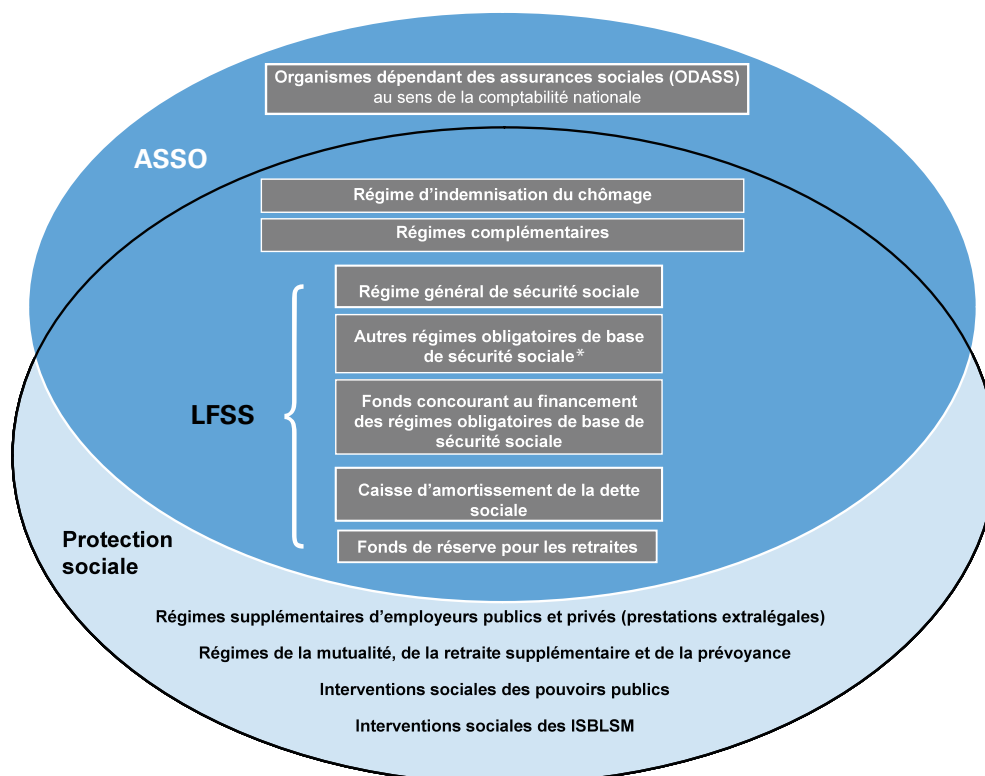 Organismes dépendant des assurances sociales (ODASS)
au sens de la comptabilité nationale
ASSO
Régime d’indemnisation du chômage
Régimes complémentaires
Régime général de sécurité sociale
Autres régimes obligatoires de base
de sécurité sociale*
LFSS
Fonds concourant au financement
des régimes obligatoires de base de
sécurité sociale
Caisse d’amortissement de la dette
sociale
Fonds de réserve pour les retraites
Protection
sociale
Régimes supplémentaires d’employeurs publics et privés (prestations extralégales)
Régimes de la mutualité, de la retraite supplémentaire et de la prévoyance
Interventions sociales des pouvoirs publics
Interventions sociales des ISBLSM